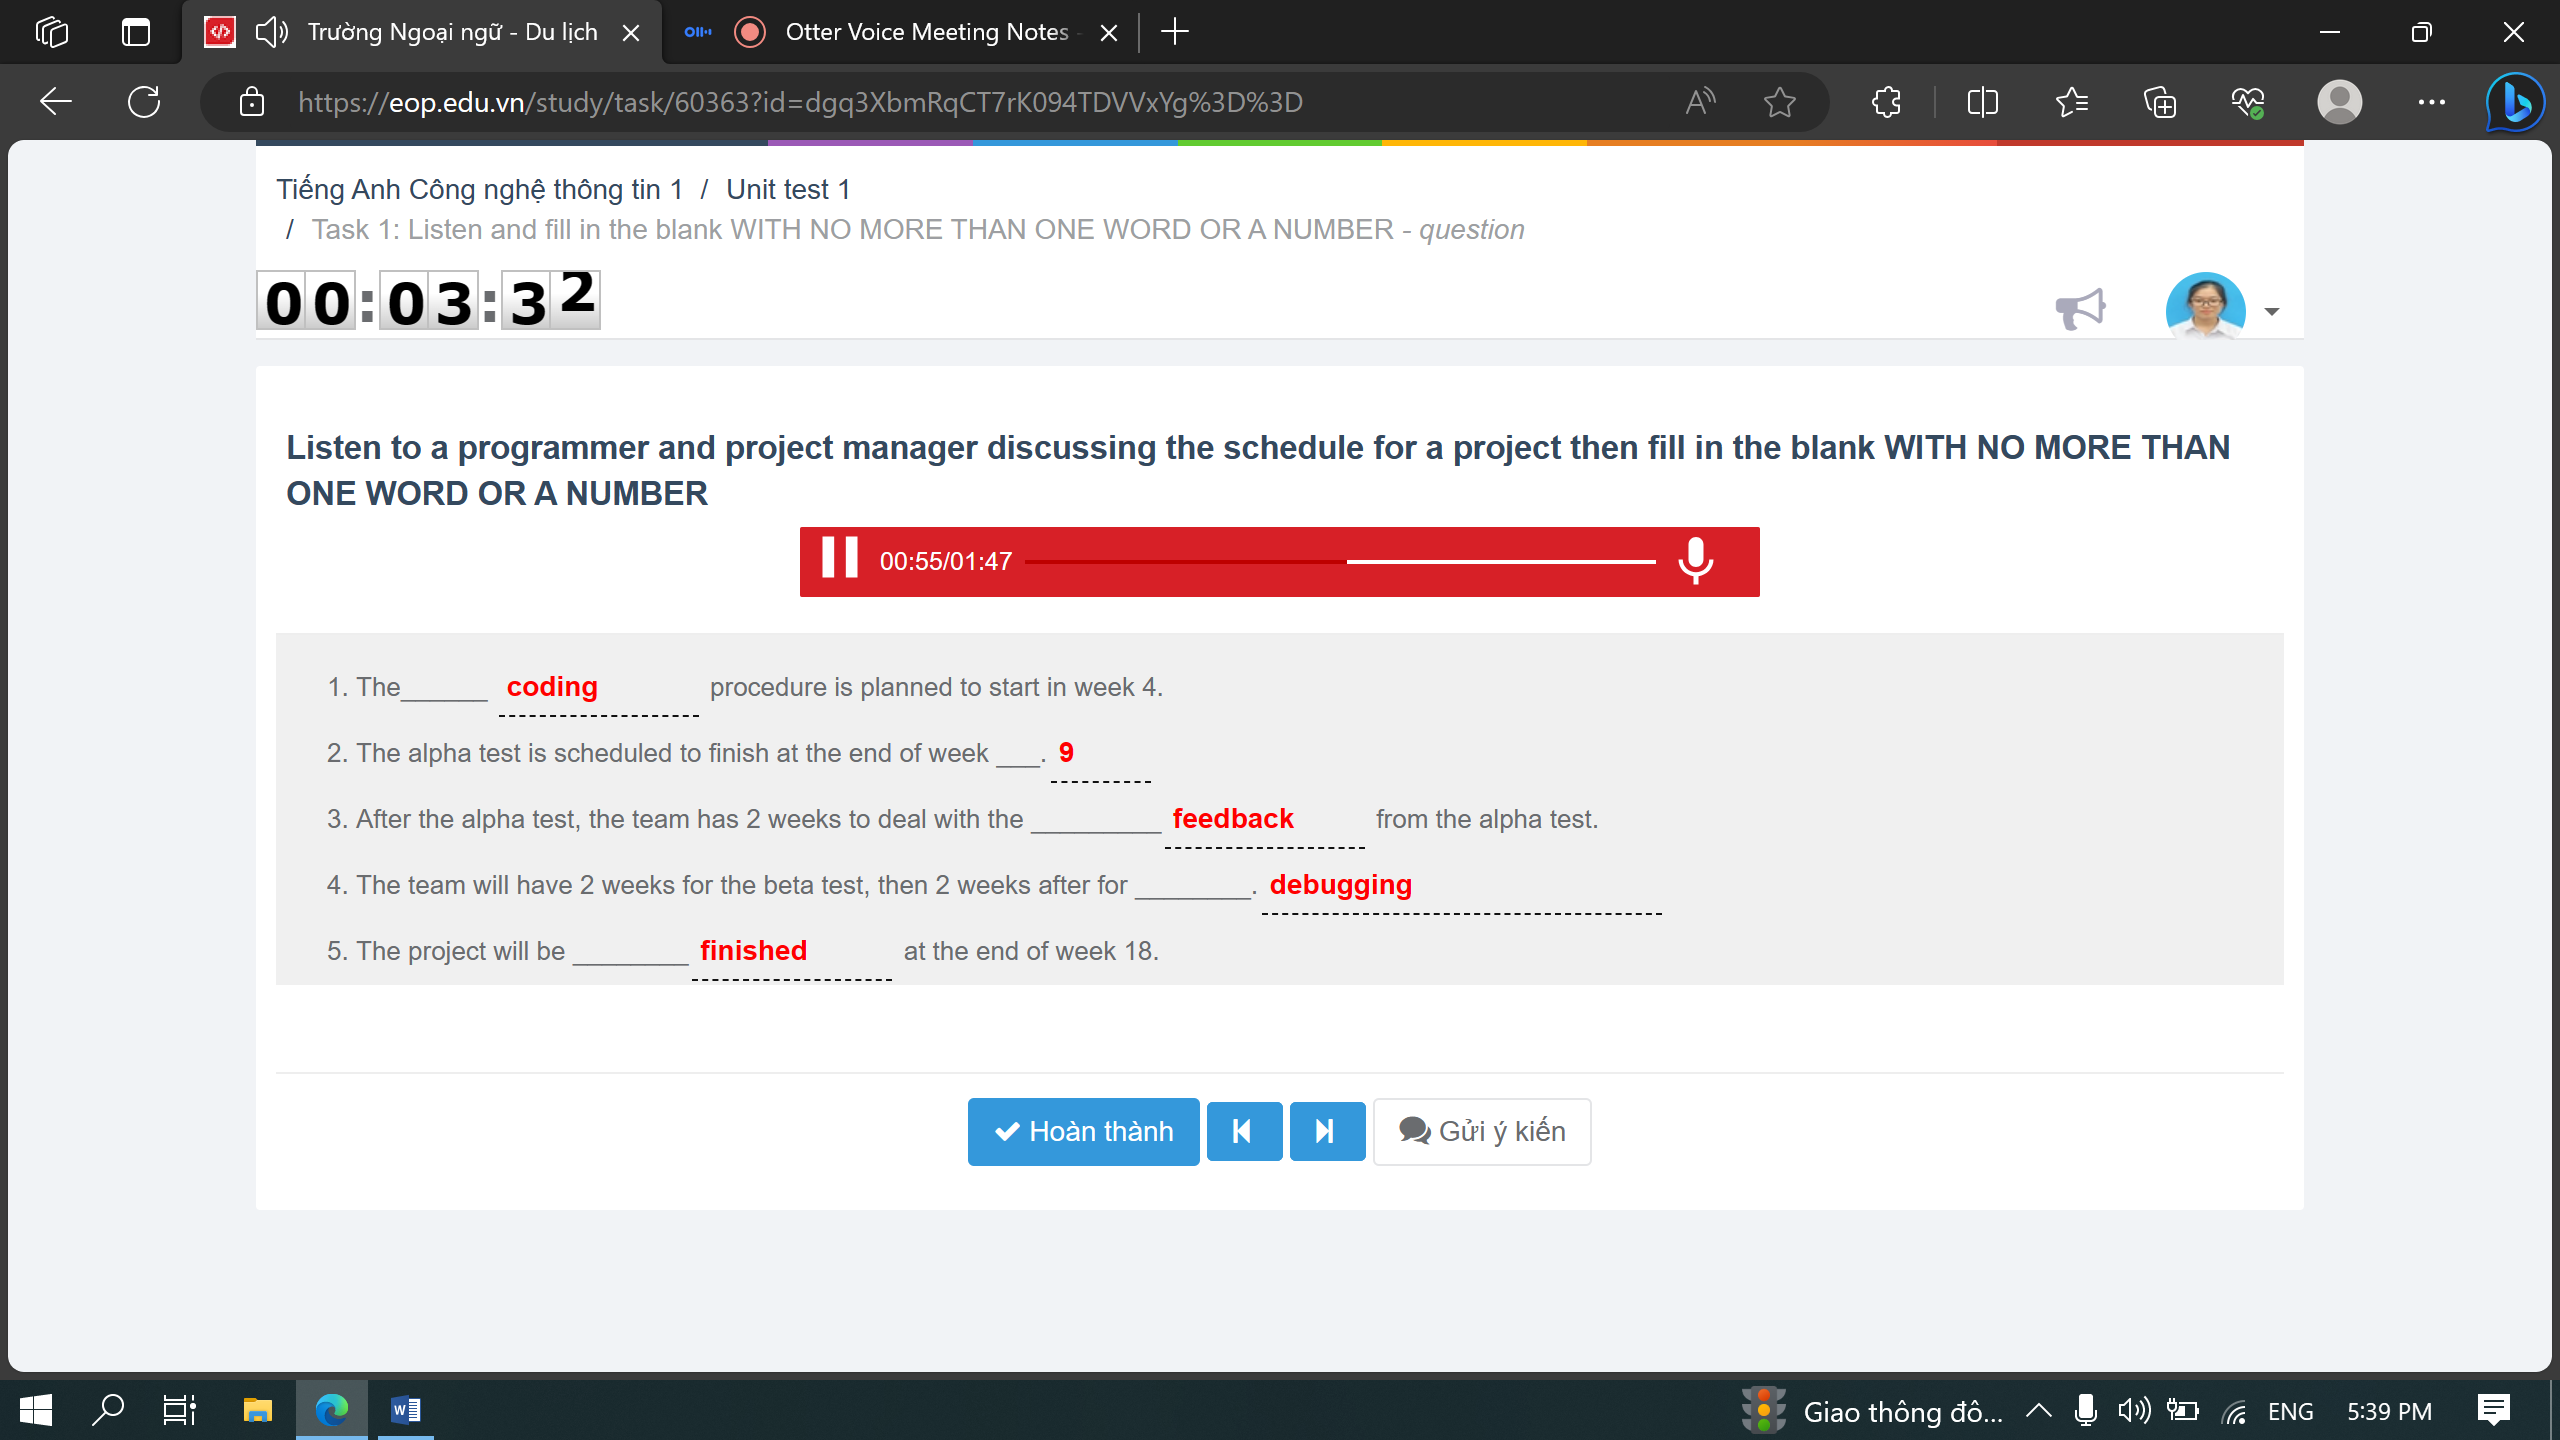 Trường Ngoại ngữ - Du lịch
Otter Voice Meeting Notes -
https://eop.edu.vn/study/task/60363?id=dgq3XbmRqCT7rK094TDVVxYg%3D%3D
Tiếng Anh Công nghệ thông tin 1 / Unit test 1
/ Task 1: Listen and fill in the blank WITH NO MORE THAN ONE WORD OR A NUMBER - question
00:03:32
Listen to a programmer and project manager discussing the schedule for a project then fill in the blank WITH NO MORE THAN
ONE WORD OR A NUMBER
00:55/01:47
1. The______ coding procedure is planned to start in week 4.
2. The alpha test is scheduled to finish at the end of week ___. 9
3. After the alpha test, the team has 2 weeks to deal with the _________ feedback from the alpha test.
4. The team will have 2 weeks for the beta test, then 2 weeks after for ________. debugging
5. The project will be ________ finished at the end of week 18.
Hoàn thành
Gửi ý kiến
Giao thông đô...
ENG
5:39 PM